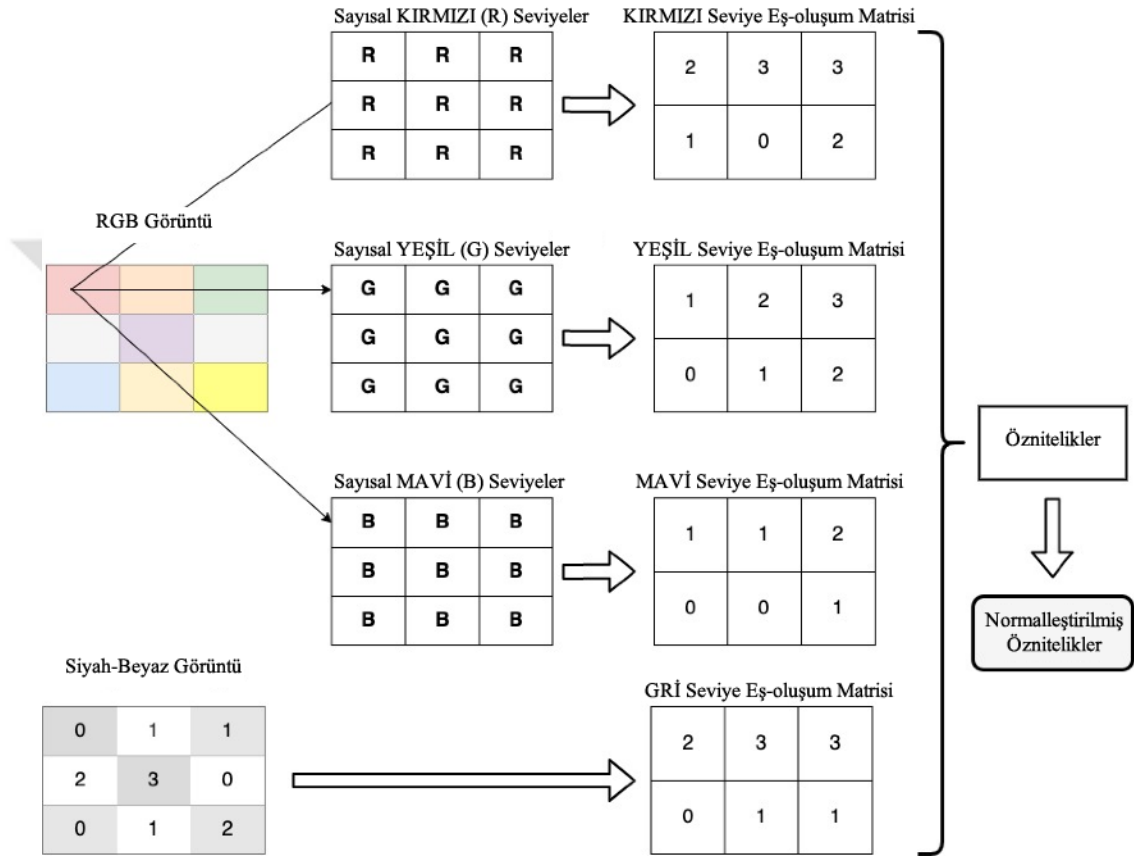 Sayısal KIRMIZI (R) Seviyeler
R R R
R R R
R R R
KIRMIZI Seviye Eş-oluşum Matrisi
2 3 3
1 0 2
RGB Görüntü
Sayısal YEŞİL (G) Seviyeler
G G G
G G G
G G G
YEŞİL Seviye Eş-oluşum Matrisi
1 2 3
0 1 2
Sayısal MAVİ (B) Seviyeler
B B B
B B B
B B B
MAVİ Seviye Eş-oluşum Matrisi
1 1 2
0 0 1
Siyah-Beyaz Görüntü
0 1 1
2 3 0
0 1 2
GRİ Seviye Eş-oluşum Matrisi
2 3 3
0 1 1
Öznitelikler
Normalleştirilmiş
Öznitelikler